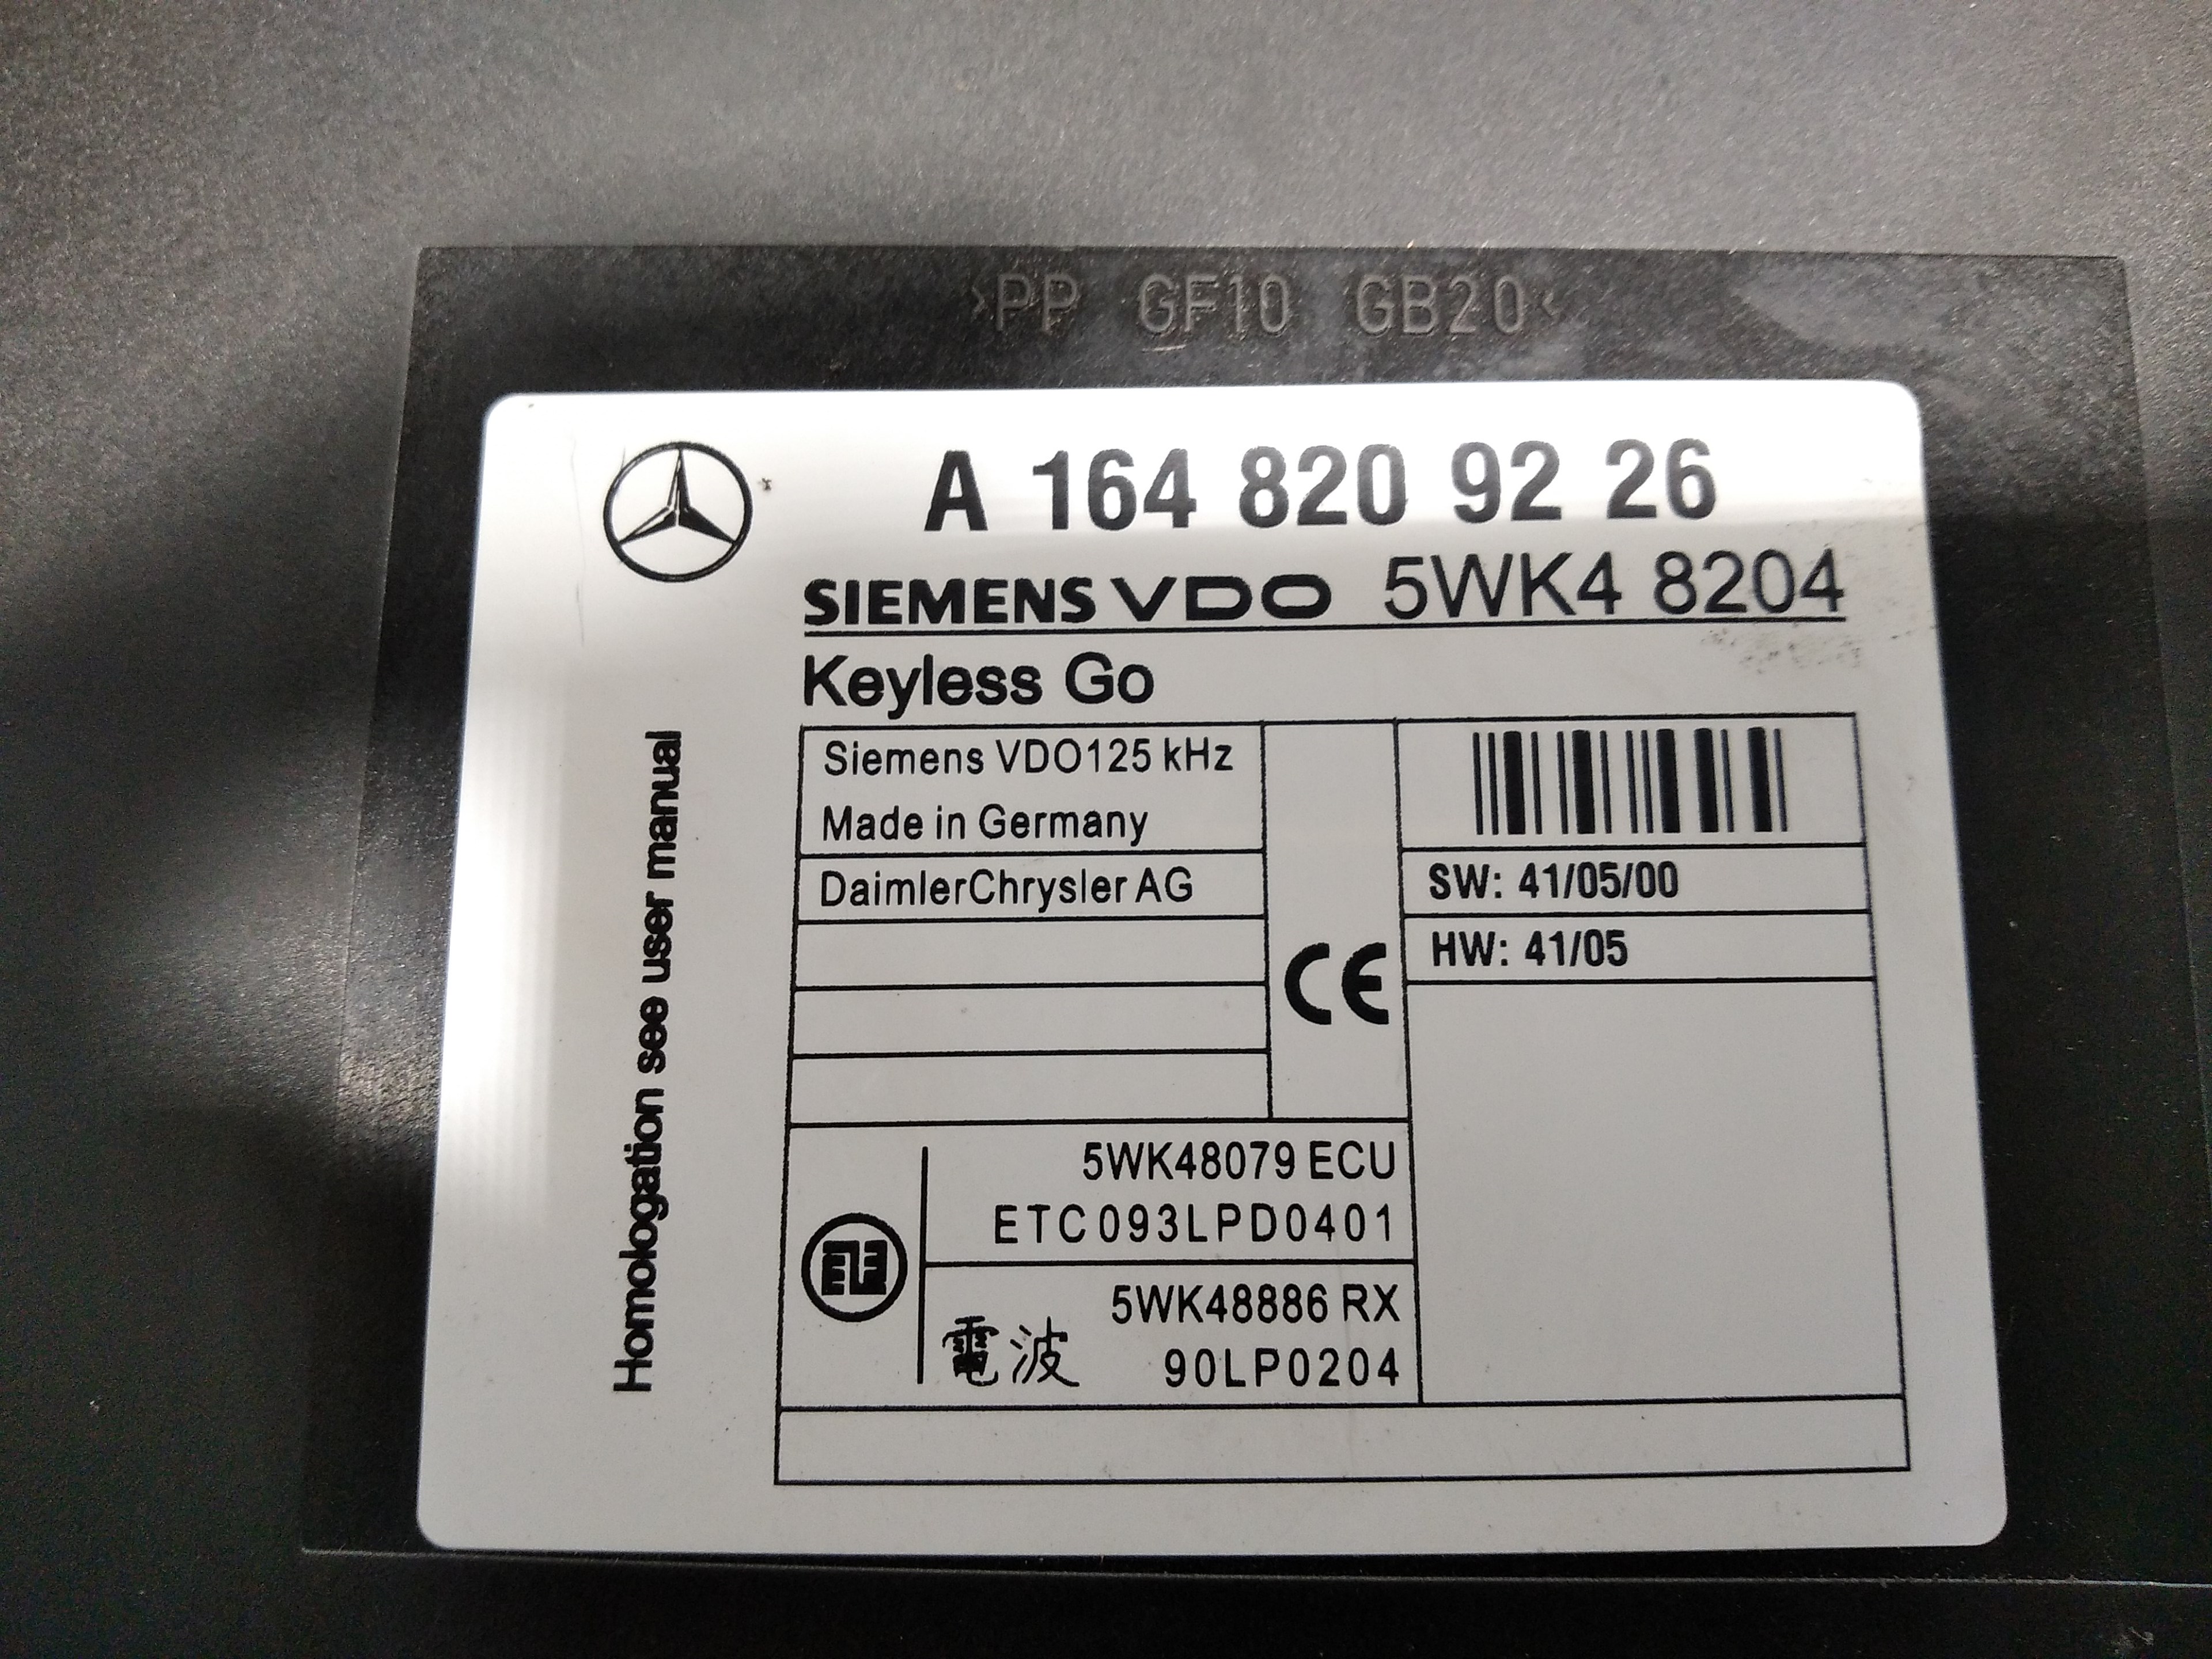 >PP GF10 GB20<
A 164 820 92 26
SIEMENS VDO 5WK4 8204
Keyless Go
Siemens VDO125 kHz
Made in Germany
DaimlerChrysler AG
CE
SW: 41/05/00
HW: 41/05
5WK48079 ECU
ETC093LPD0401
5WK48886 RX
電波 90LP0204
Homologation see user manual